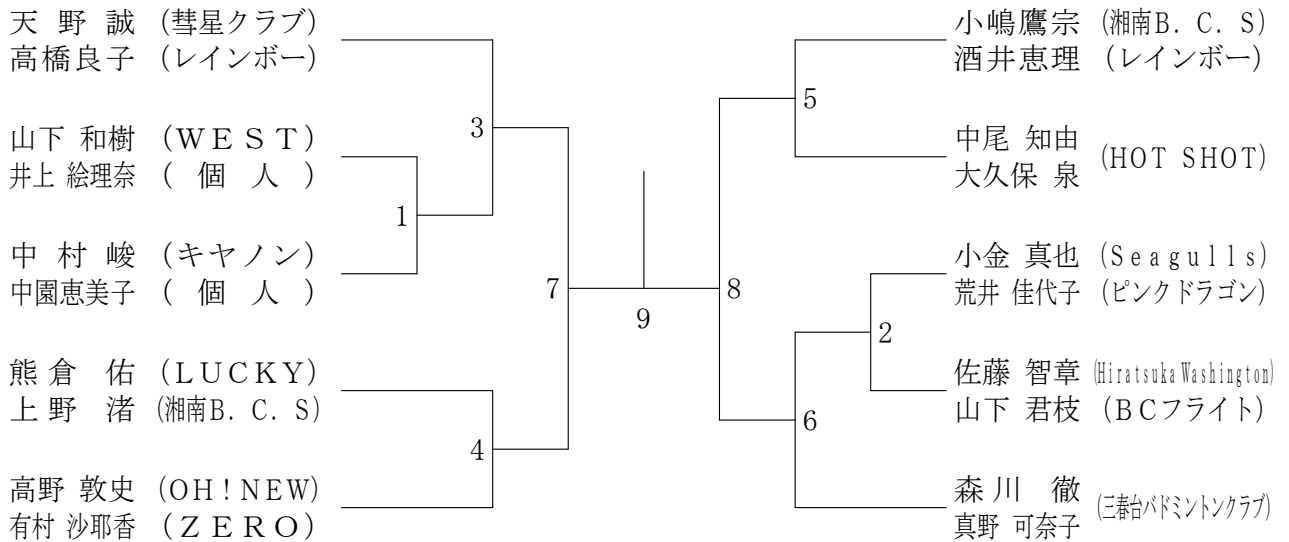 天 野 誠 (彗星クラブ)
高橋良子 (レインボー)
山下 和樹 (WEST)
井上 絵理奈 ( 個 人 )
中 村 峻 (キヤノン)
中園恵美子 ( 個 人 )
熊 倉 佑 (LUCKY)
上 野 渚 (湘南B. C. S)
高野 敦史 (OH!NEW)
有村 沙耶香 (ZERO)
3
1
7
4
9
8
5
2
6
小嶋鷹宗 (湘南B. C. S)
酒井恵理 (レインボー)
中尾 知由
大久保 泉
(HOT SHOT)
小金 真也 (Seagulls)
荒井 佳代子 (ピンクドラゴン)
佐藤 智章 (Hiratsuka Washington)
山下 君枝 (BCフライト)
森 川 徹
真野 可奈子
(三春台バドミントンクラブ)